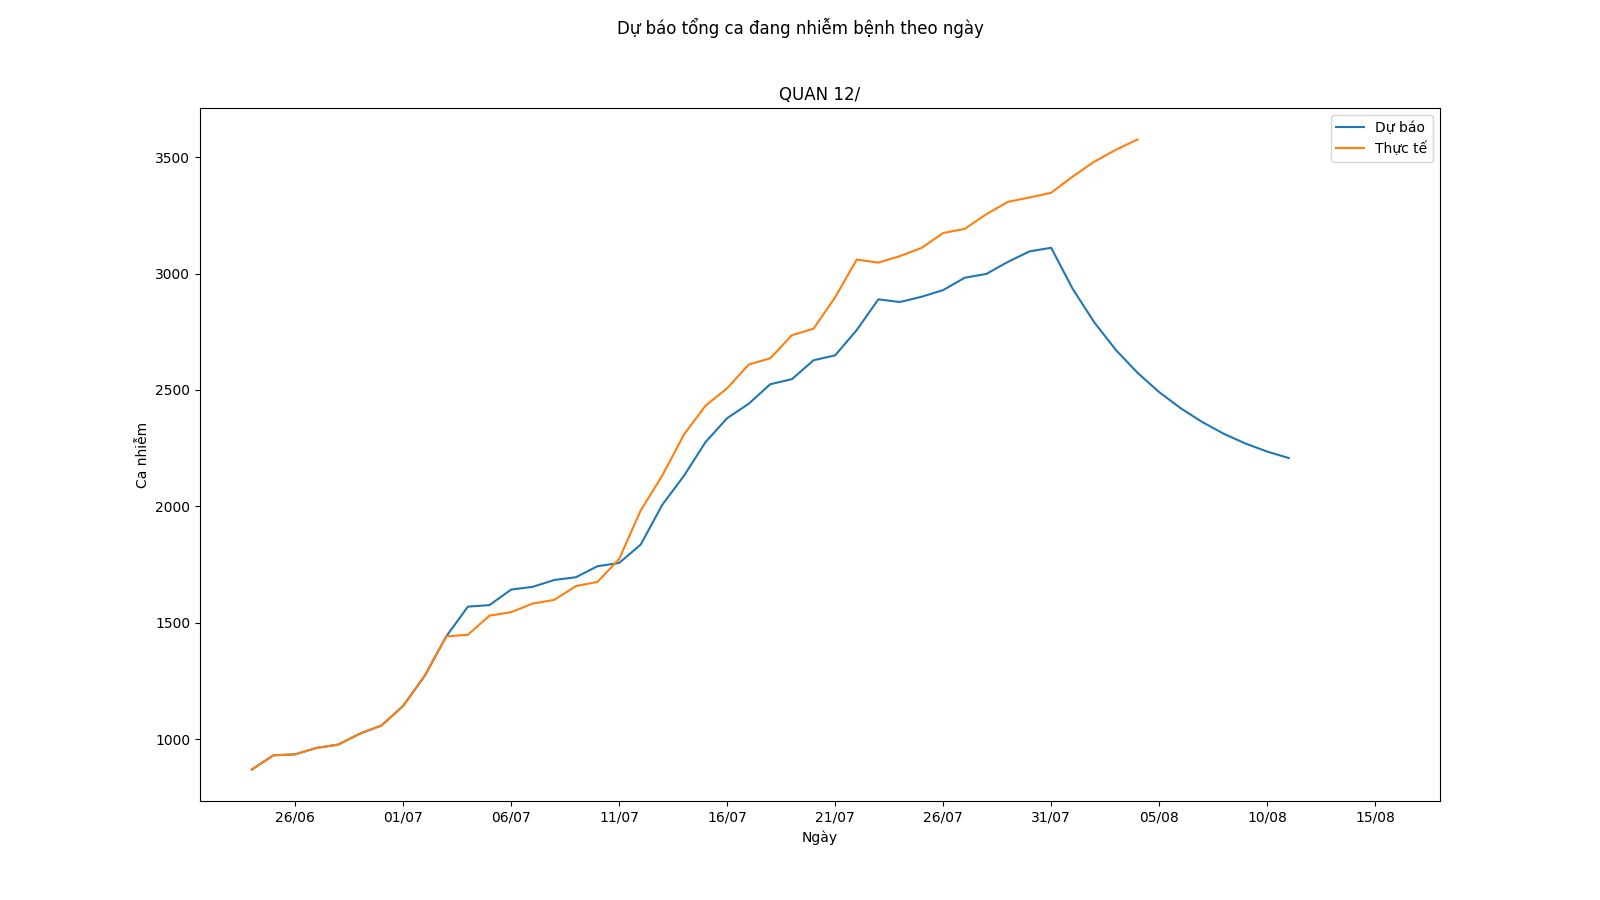 Dự báo tổng ca đang nhiễm bệnh theo ngày
QUAN 12/
Dự báo
Thực tế
3500
3000
2500
2000
1500
1000
Ca nhiễm
26/06 01/07 06/07 11/07 16/07 21/07 26/07 31/07 05/08 10/08 15/08
Ngày